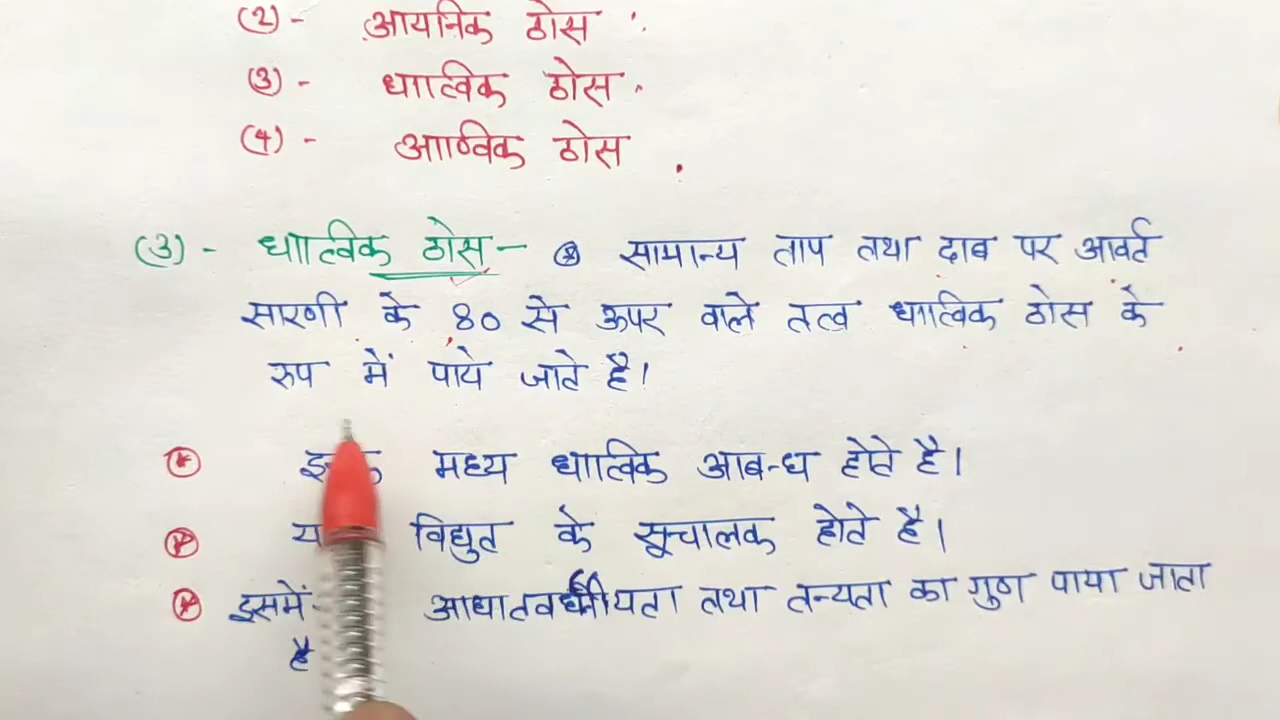 (2) - आयनिक ठोस
(3) - धात्विक ठोस
(4) - आण्विक ठोस
(3) - धात्विक ठोस - सामान्य ताप तथा दाब पर आवर्त
सारणी के 80 से ऊपर वाले तत्व धात्विक ठोस के
रुप में पाये जाते है।
मध्य धात्विक आबन्ध होते है।
विद्युत के सूचालक होते है।
इसमें आघातवर्धनीयता तथा तन्यता का गुण पाया जाता
है